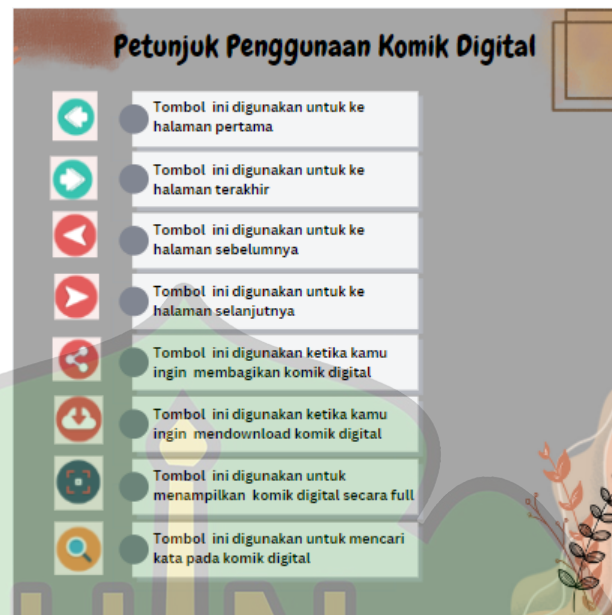 Petunjuk Penggunaan Komik Digital
Tombol ini digunakan untuk ke
halaman pertama
Tombol ini digunakan untuk ke
halaman terakhir
Tombol ini digunakan untuk ke
halaman sebelumnya
Tombol ini digunakan untuk ke
halaman selanjutnya
Tombol ini digunakan ketika kamu
ingin membagikan komik digital
Tombol ini digunakan ketika kamu
ingin mendownload komik digital
Tombol ini digunakan untuk
menampilkan komik digital secara full
Tombol ini digunakan untuk mencari
kata pada komik digital